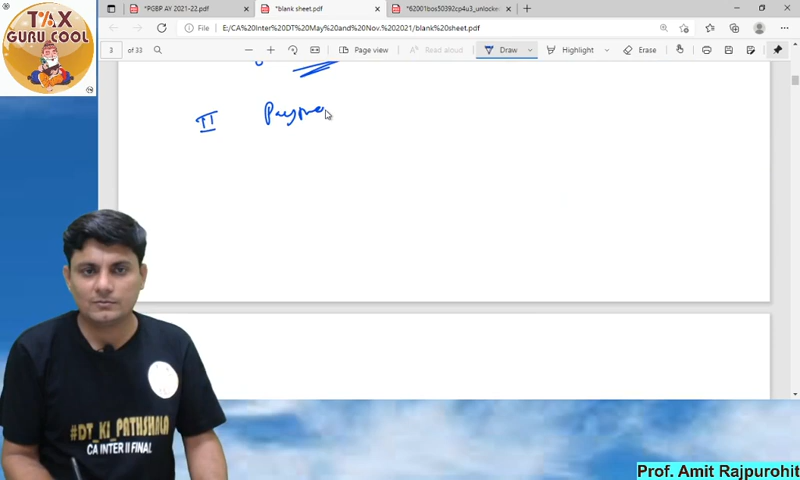 TAX
GURU COOL
*PGBP AY 2021-22.pdf
*blank sheet.pdf
*62001bos50392cp4u3_unlocke
File
E:/CA%20Inter%20DT%20May%20and%20Nov.%202021/blank%20sheet.pdf
3 of 33
Page view
Read aloud
Draw
Highlight
Erase
II Payme
#DT_KI_PATHSHALA
CA INTER II FINAL
Prof. Amit Rajpurohit